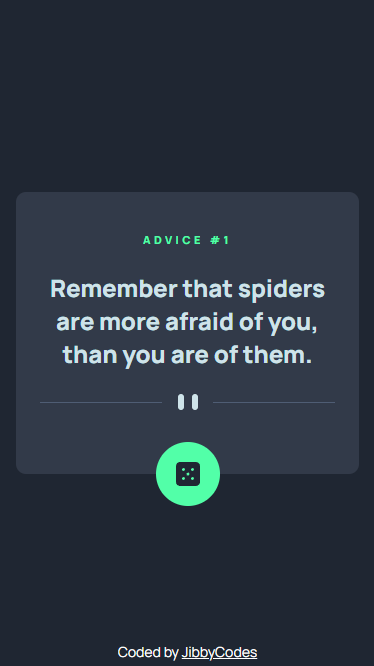 ADVICE #1
Remember that spiders
are more afraid of you,
than you are of them.
Coded by JibbyCodes